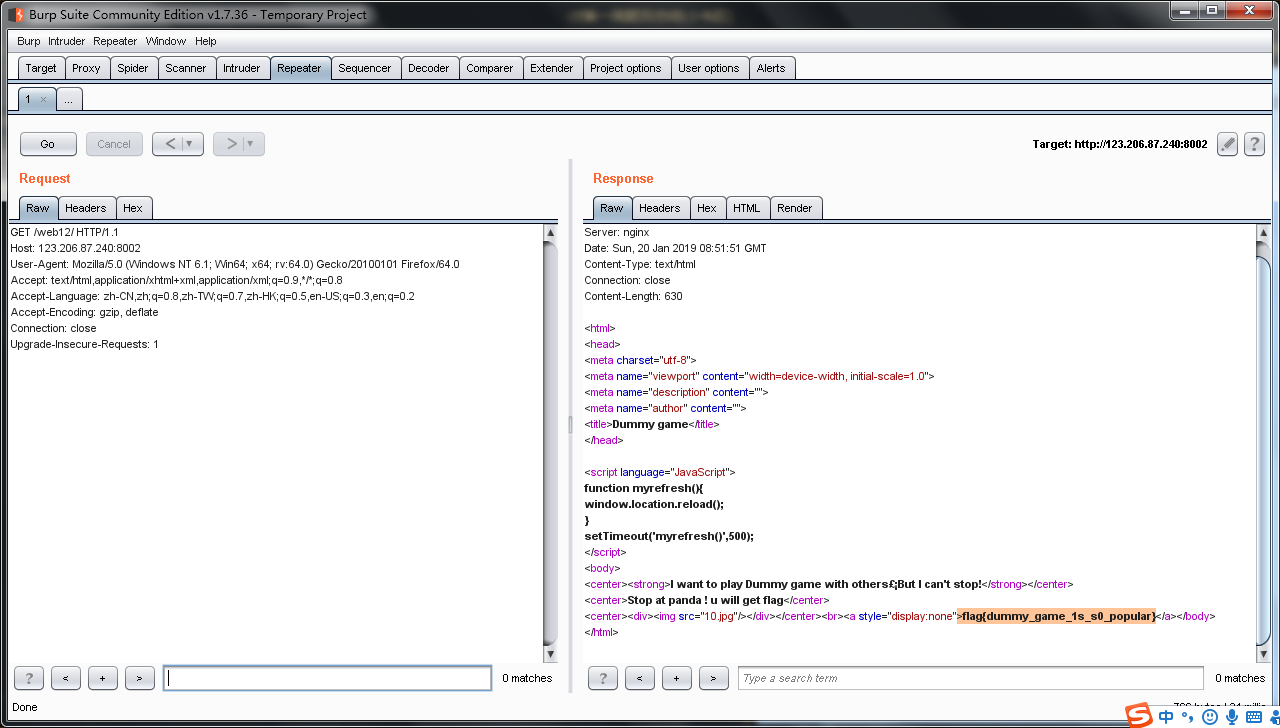 Burp Suite Community Edition v1.7.36 - Temporary Project
Burp Intruder Repeater Window Help
Target Proxy Spider Scanner Intruder Repeater Sequencer Decoder Comparer Extender Project options User options Alerts
1 × ...
Go Cancel < ▼ > ▼ Target: http://123.206.87.240:8002 ?
Request
Raw Headers Hex
GET /web12/ HTTP/1.1
Host: 123.206.87.240:8002
User-Agent: Mozilla/5.0 (Windows NT 6.1; Win64; x64; rv:64.0) Gecko/20100101 Firefox/64.0
Accept: text/html,application/xhtml+xml,application/xml;q=0.9,*/*;q=0.8
Accept-Language: zh-CN,zh;q=0.8,zh-TW;q=0.7,zh-HK;q=0.5,en-US;q=0.3,en;q=0.2
Accept-Encoding: gzip, deflate
Connection: close
Upgrade-Insecure-Requests: 1
? < + > 0 matches
Response
Raw Headers Hex HTML Render
Server: nginx
Date: Sun, 20 Jan 2019 08:51:51 GMT
Content-Type: text/html
Connection: close
Content-Length: 630
<html>
<head>
<meta charset="utf-8">
<meta name="viewport" content="width=device-width, initial-scale=1.0">
<meta name="description" content="">
<meta name="author" content="">
<title>Dummy game</title>
</head>
<script language="JavaScript">
function myrefresh(){
window.location.reload();
}
setTimeout('myrefresh()',500);
</script>
<body>
<center><strong>I want to play Dummy game with others£;But I can't stop!</strong></center>
<center>Stop at panda ! u will get flag</center>
<center><div><img src="10.jpg"/></div></center><br><a style="display:none">flag{dummy_game_1s_s0_popular}</a></body>
</html>
? < + > Type a search term 0 matches
Done
中